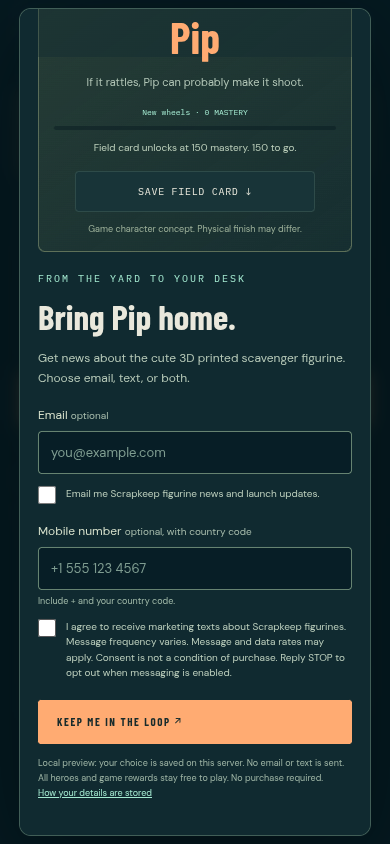 Pip
If it rattles, Pip can probably make it shoot.
New wheels · 0 MASTERY
Field card unlocks at 150 mastery. 150 to go.
SAVE FIELD CARD ↓
Game character concept. Physical finish may differ.
FROM THE YARD TO YOUR DESK
Bring Pip home.
Get news about the cute 3D printed scavenger figurine.
Choose email, text, or both.
Email optional
you@example.com
Email me Scrapkeep figurine news and launch updates.
Mobile number optional, with country code
+1 555 123 4567
Include + and your country code.
I agree to receive marketing texts about Scrapkeep figurines.
Message frequency varies. Message and data rates may
apply. Consent is not a condition of purchase. Reply STOP to
opt out when messaging is enabled.
KEEP ME IN THE LOOP ↗
Local preview: your choice is saved on this server. No email or text is sent.
All heroes and game rewards stay free to play. No purchase required.
How your details are stored